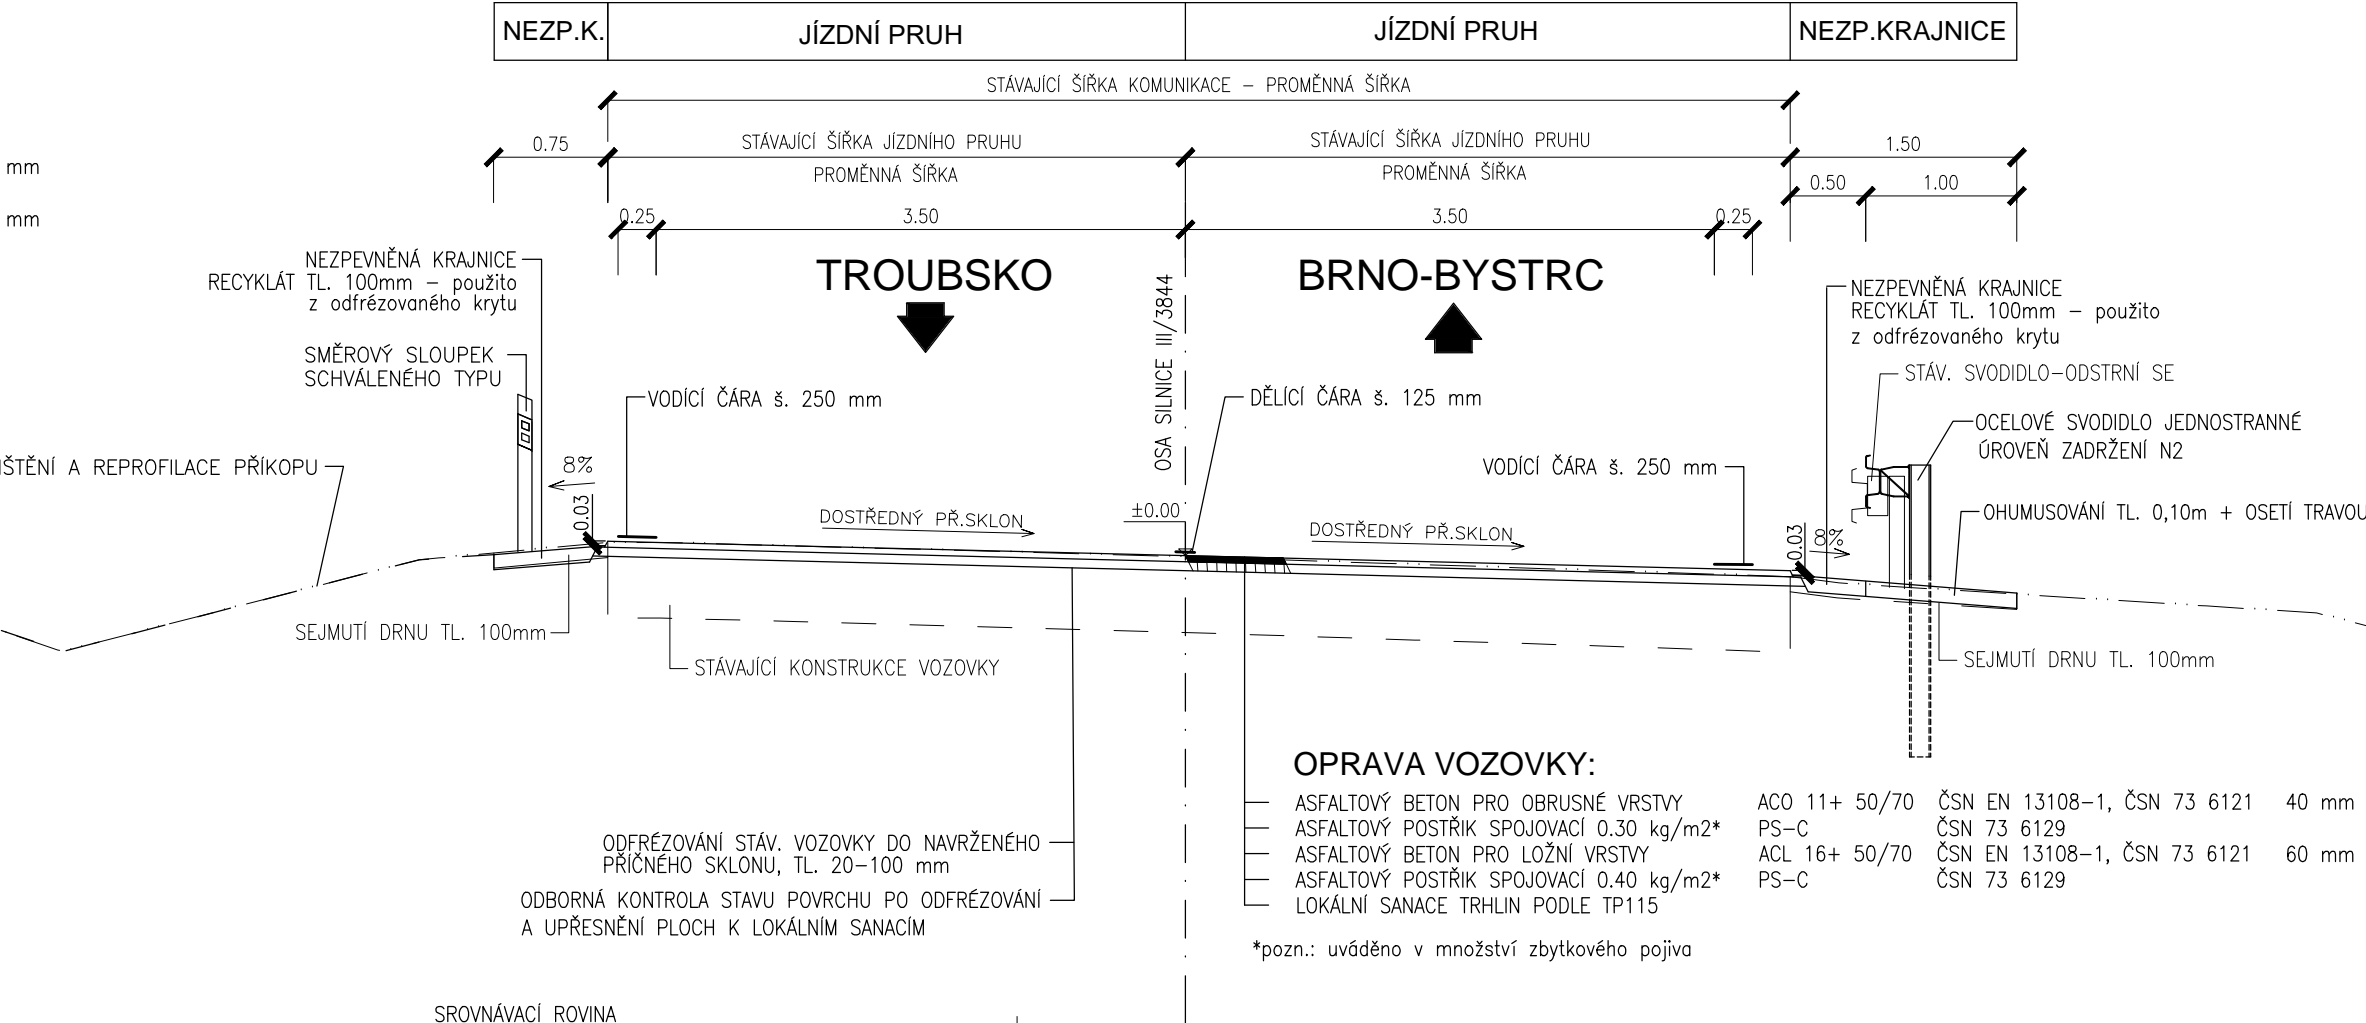 NEZP.K.
JÍZDNÍ PRUH
JÍZDNÍ PRUH
NEZP.KRAJNICE
STÁVAJÍCÍ ŠÍŘKA KOMUNIKACE – PROMĚNNÁ ŠÍŘKA
0.75
STÁVAJÍCÍ ŠÍŘKA JÍZDNÍHO PRUHU
STÁVAJÍCÍ ŠÍŘKA JÍZDNÍHO PRUHU
1.50
mm
PROMĚNNÁ ŠÍŘKA
PROMĚNNÁ ŠÍŘKA
0.50
1.00
mm
0.25
3.50
3.50
0.25
NEZPEVNĚNÁ KRAJNICE
RECYKLÁT TL. 100mm – použito
z odfrézovaného krytu
TROUBSKO
BRNO-BYSTRC
OSA SILNICE III/3844
NEZPEVNĚNÁ KRAJNICE
RECYKLÁT TL. 100mm – použito
z odfrézovaného krytu
SMĚROVÝ SLOUPEK
SCHVÁLENÉHO TYPU
STÁV. SVODIDLO-ODSTRNÍ SE
VODÍCÍ ČÁRA š. 250 mm
DĚLÍCÍ ČÁRA š. 125 mm
OCELOVÉ SVODIDLO JEDNOSTRANNÉ
ÚROVEŇ ZADRŽENÍ N2
IŠTĚNÍ A REPROFILACE PŘÍKOPU
8%
VODÍCÍ ČÁRA š. 250 mm
0.03
DOSTŘEDNÝ PŘ.SKLON
±0.00
DOSTŘEDNÝ PŘ.SKLON
0.03
8%
OHUMUSOVÁNÍ TL. 0,10m + OSETÍ TRAVOU
SEJMUTÍ DRNU TL. 100mm
STÁVAJÍCÍ KONSTRUKCE VOZOVKY
SEJMUTÍ DRNU TL. 100mm
OPRAVA VOZOVKY:
ASFALTOVÝ BETON PRO OBRUSNÉ VRSTVY ACO 11+ 50/70 ČSN EN 13108–1, ČSN 73 6121 40 mm
ASFALTOVÝ POSTŘIK SPOJOVACÍ 0.30 kg/m2* PS–C ČSN 73 6129
ASFALTOVÝ BETON PRO LOŽNÍ VRSTVY ACL 16+ 50/70 ČSN EN 13108–1, ČSN 73 6121 60 mm
ASFALTOVÝ POSTŘIK SPOJOVACÍ 0.40 kg/m2* PS–C ČSN 73 6129
LOKÁLNÍ SANACE TRHLIN PODLE TP115
*pozn.: uváděno v množství zbytkového pojiva
ODFRÉZOVÁNÍ STÁV. VOZOVKY DO NAVRŽENÉHO
PŘÍČNÉHO SKLONU, TL. 20–100 mm
ODBORNÁ KONTROLA STAVU POVRCHU PO ODFRÉZOVÁNÍ
A UPŘESNĚNÍ PLOCH K LOKÁLNÍM SANACÍM
SROVNÁVACÍ ROVINA